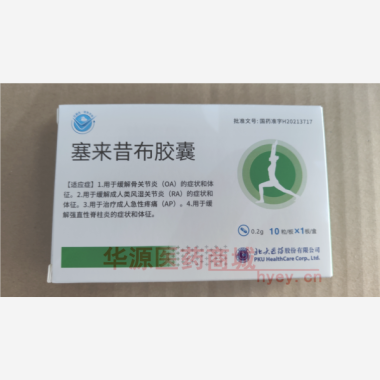 批准文号: 国药准字H20213717
塞来昔布胶囊
【适应症】1.用于缓解骨关节炎（OA）的症状和体
征。2.用于缓解成人类风湿关节炎（RA）的症状和
体征。3.用于治疗成人急性疼痛（AP）。4.用于缓
解强直性脊柱炎的症状和体征。
0.2g 10粒/板×1板/盒
北大医药股份有限公司
PKU HealthCare Corp., Ltd.
华源医药商城
hyey.cn